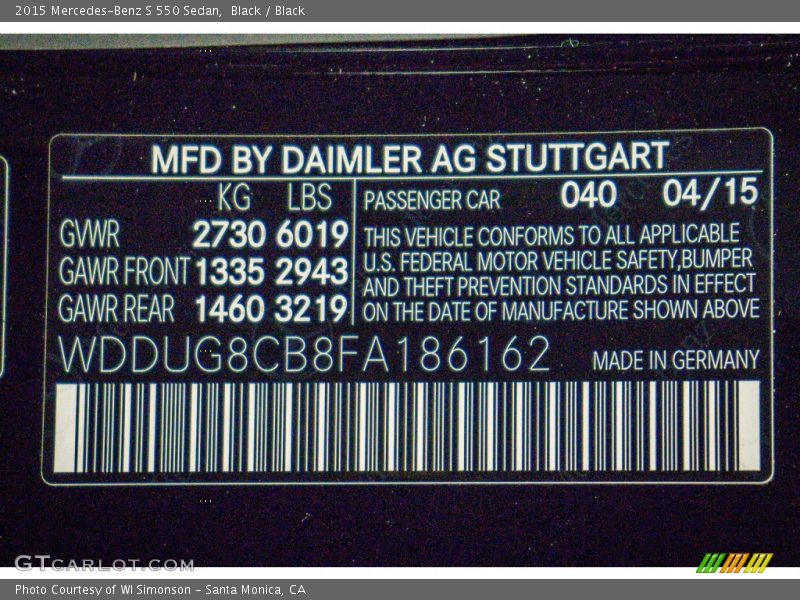 2015 Mercedes-Benz S 550 Sedan, Black / Black
MFD BY DAIMLER AG STUTTGART
KG LBS
GWWR 2730 6019
GAWR FRONT 1335 2943
GAWR REAR 1460 3219
PASSENGER CAR 040 04/15
THIS VEHICLE CONFORMS TO ALL APPLICABLE
U.S. FEDERAL MOTOR VEHICLE SAFETY,BUMPER
AND THEFT PREVENTION STANDARDS IN EFFECT
ON THE DATE OF MANUFACTURE SHOWN ABOVE
WDDUG8CB8FA186162
MADE IN GERMANY
GTCARLOT.COM
Photo Courtesy of WI Simonson - Santa Monica, CA